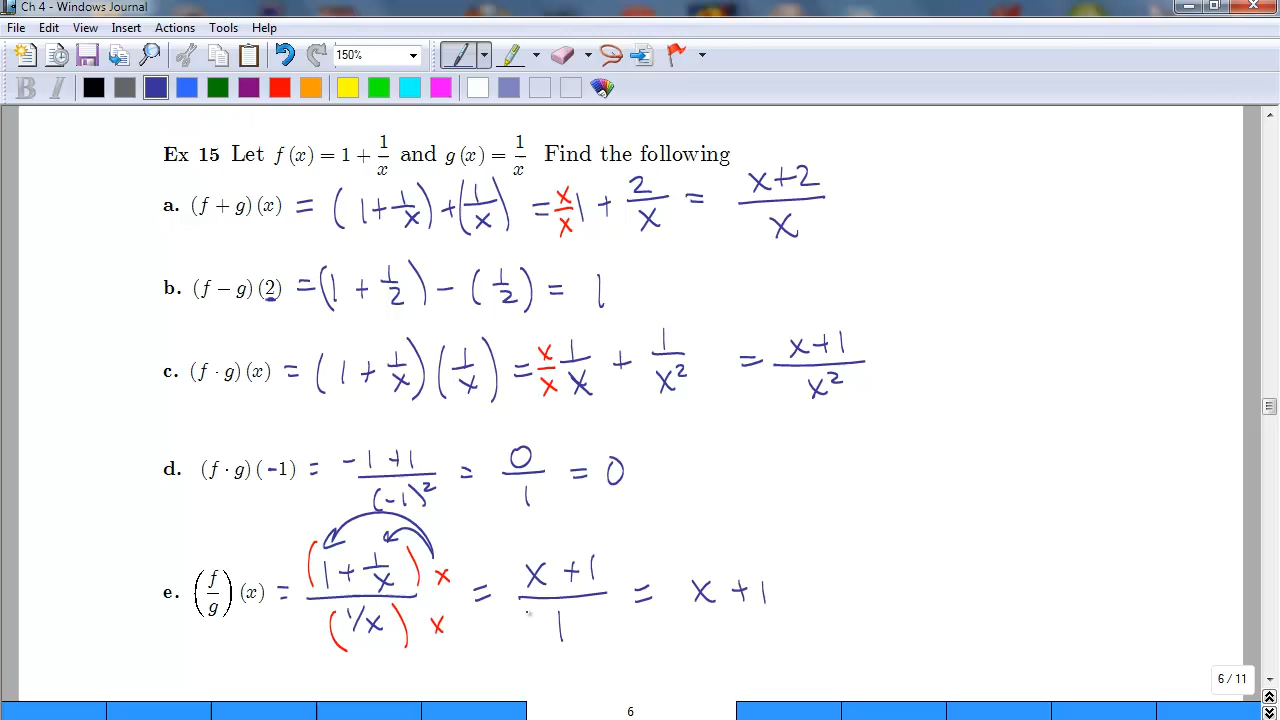 Ch 4 - Windows Journal
File Edit View Insert Actions Tools Help
150%
B I
Ex 15 Let f (x) = 1 + 1/x and g (x) = 1/x Find the following
a. (f + g) (x) = (1 + 1/x) + (1/x) = x/x 1 + 2/x = x+2/x
b. (f − g) (2) = (1 + 1/2) − (1/2) = 1
c. (f · g) (x) = (1 + 1/x)(1/x) = x/x 1/x + 1/x² = x+1/x²
d. (f · g) (-1) = -1+1/(-1)² = 0/1 = 0
e. (f/g) (x) = (1 + 1/x) x/(1/x) x = x+1/1 = x+1
6 / 11
6